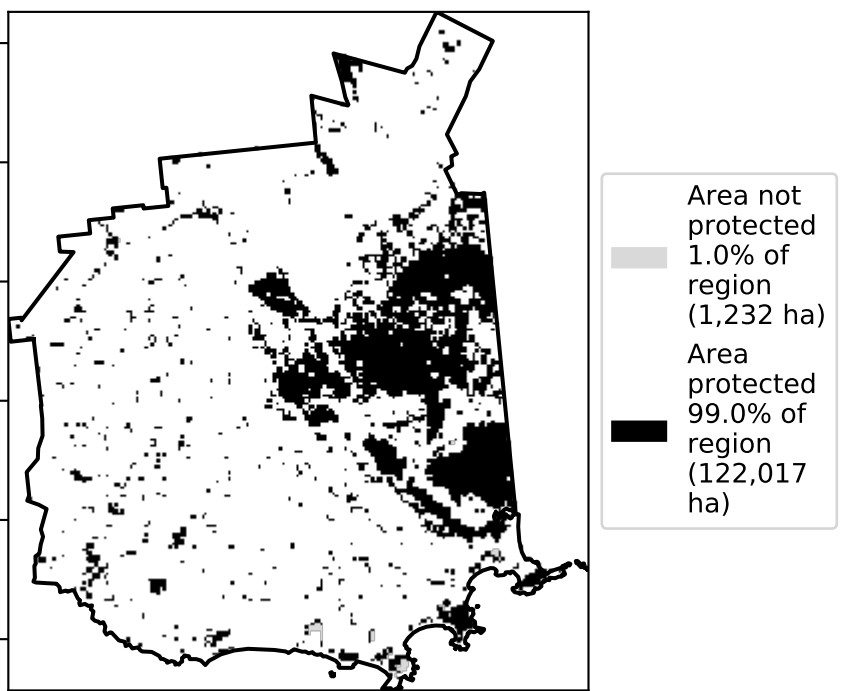 Area not
protected
1.0% of
region
(1,232 ha)
Area
protected
99.0% of
region
(122,017
ha)